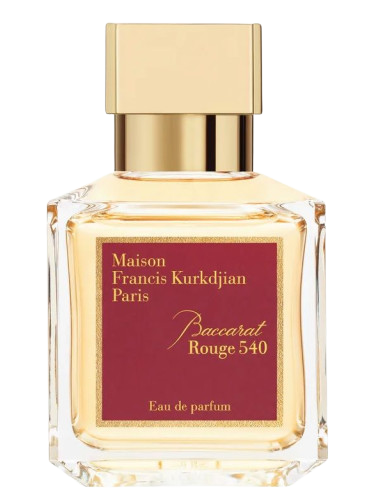 Maison
Francis Kurkdjian
Paris
Baccarat
Rouge 540
Eau de parfum